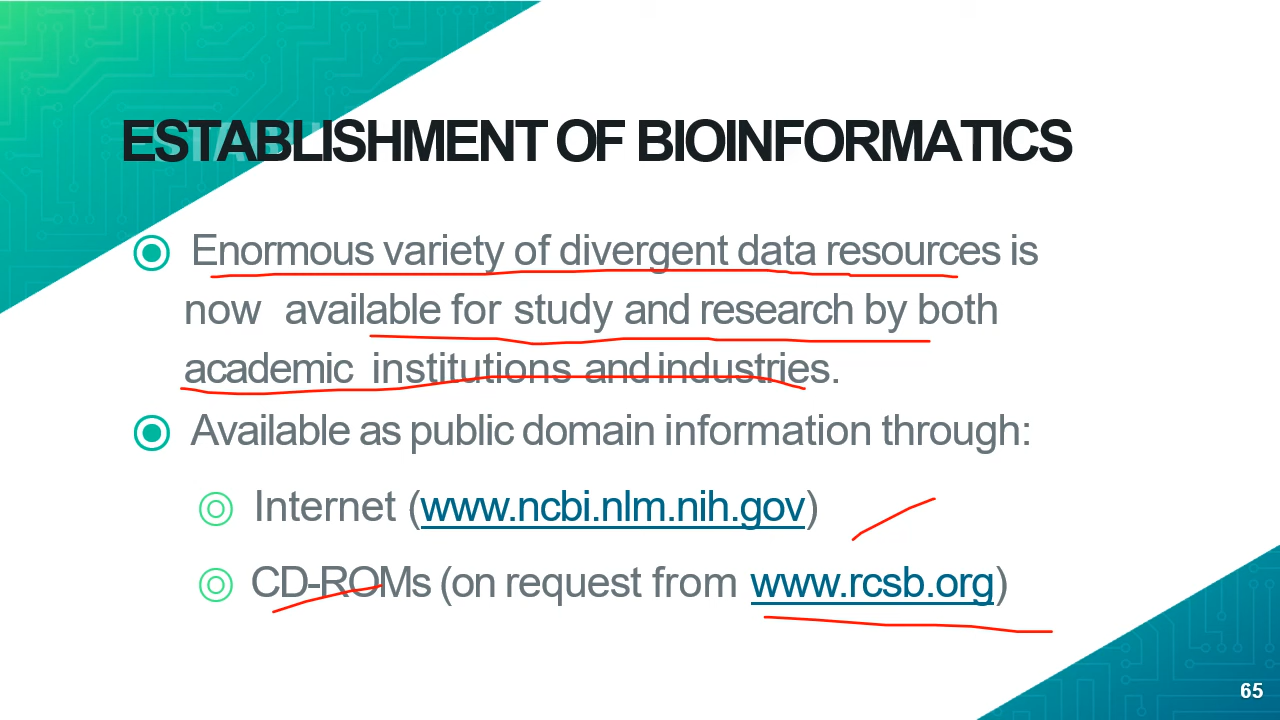 ESTABLISHMENT OF BIOINFORMATICS
Enormous variety of divergent data resources is
now available for study and research by both
academic institutions and industries.
Available as public domain information through:
Internet (www.ncbi.nlm.nih.gov)
CD-ROMs (on request from www.rcsb.org)
65